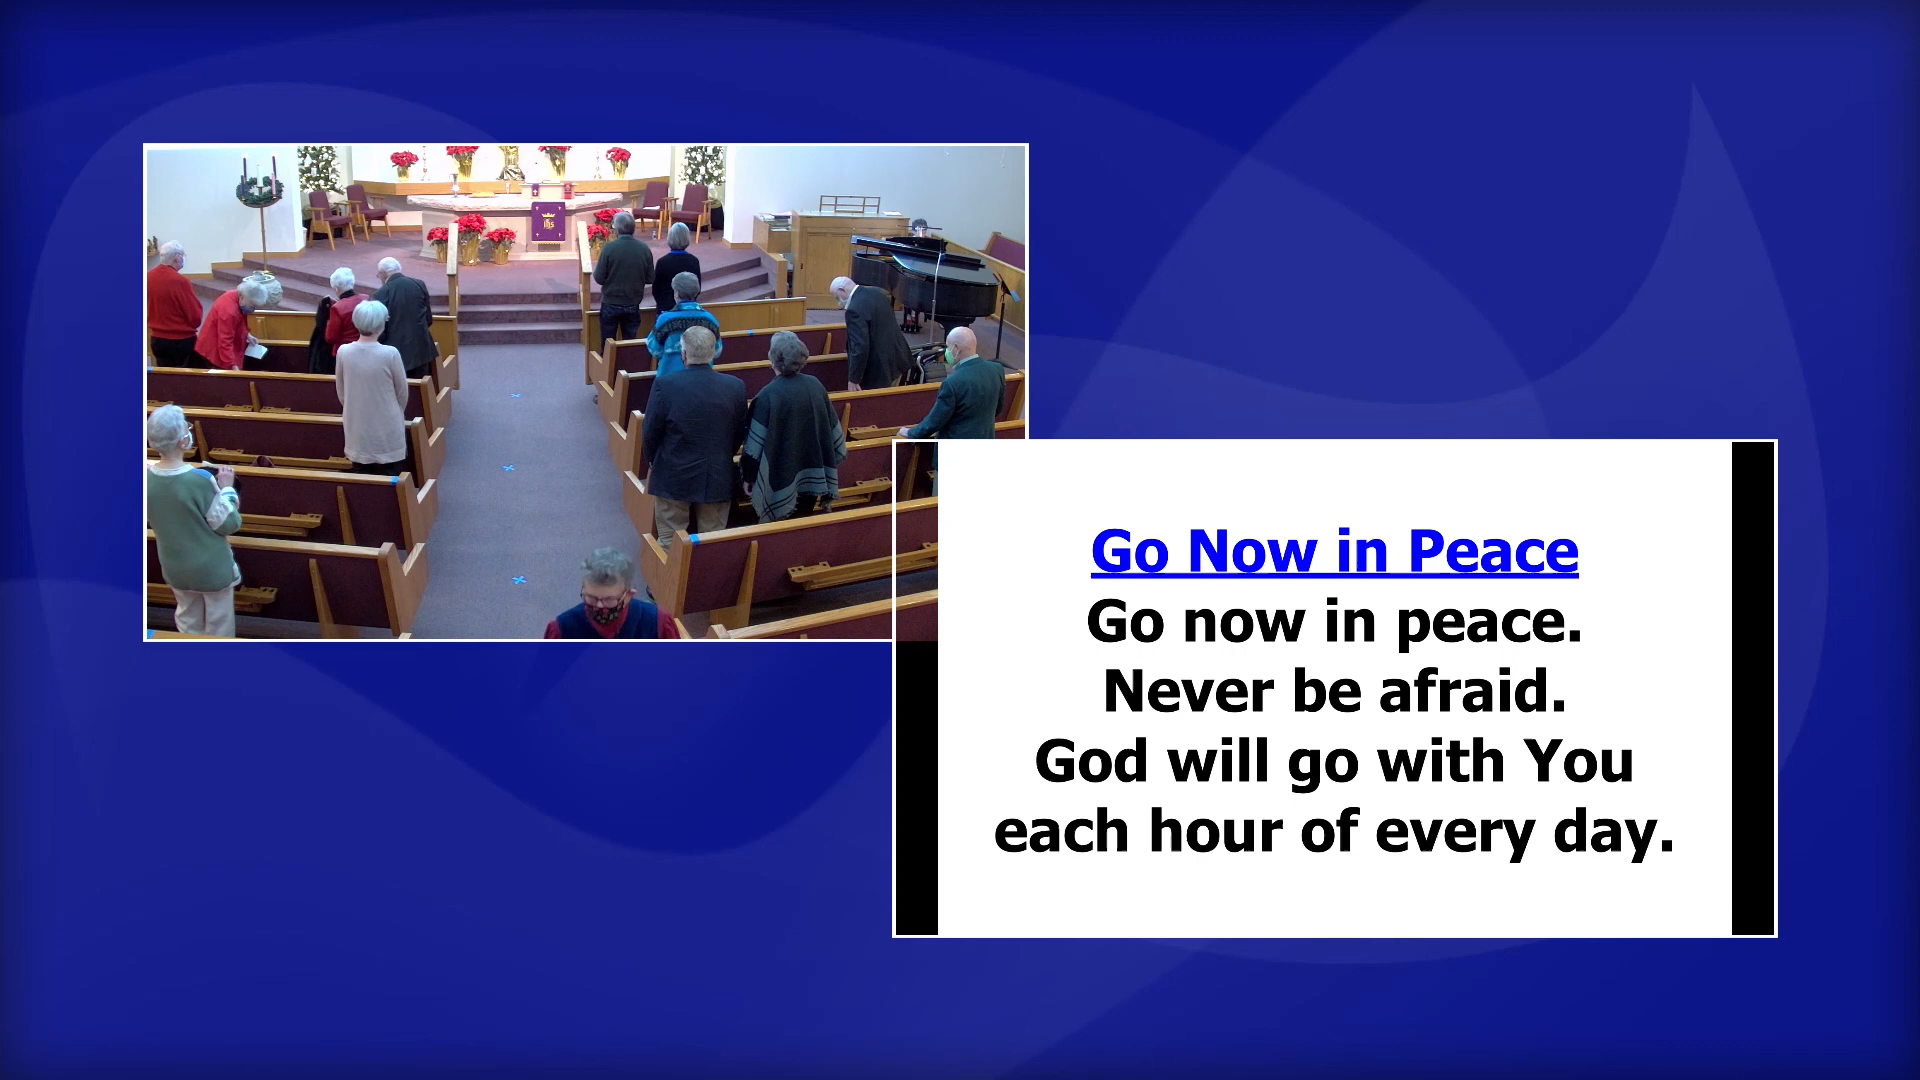 IHS
Go Now in Peace
Go now in peace.
Never be afraid.
God will go with You
each hour of every day.